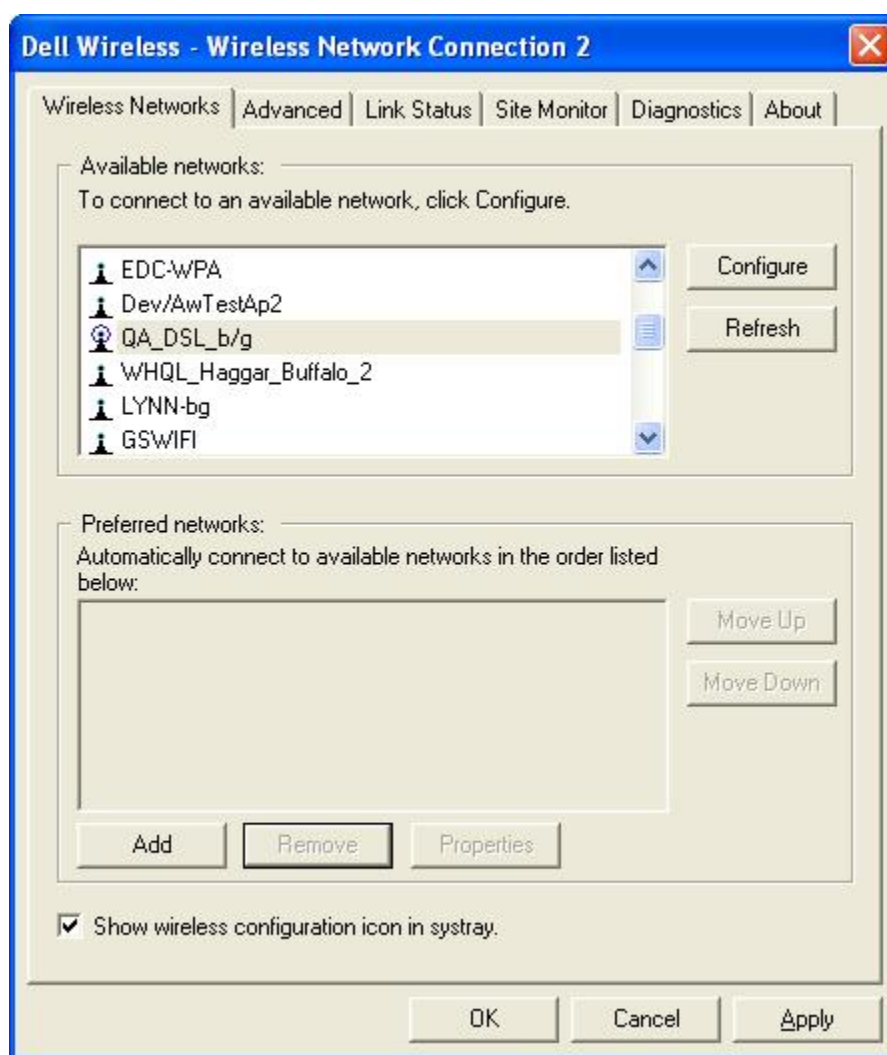 Dell Wireless - Wireless Network Connection 2
Wireless Networks
Advanced
Link Status
Site Monitor
Diagnostics
About
Available networks:
To connect to an available network, click Configure.
EDC-WPA
Dev/AwTestAp2
QA_DSL_b/g
WHQL_Haggar_Buffalo_2
LYNN-bg
GSWIFI
Configure
Refresh
Preferred networks:
Automatically connect to available networks in the order listed
below:
Move Up
Move Down
Add
Remove
Properties
Show wireless configuration icon in systray.
OK
Cancel
Apply